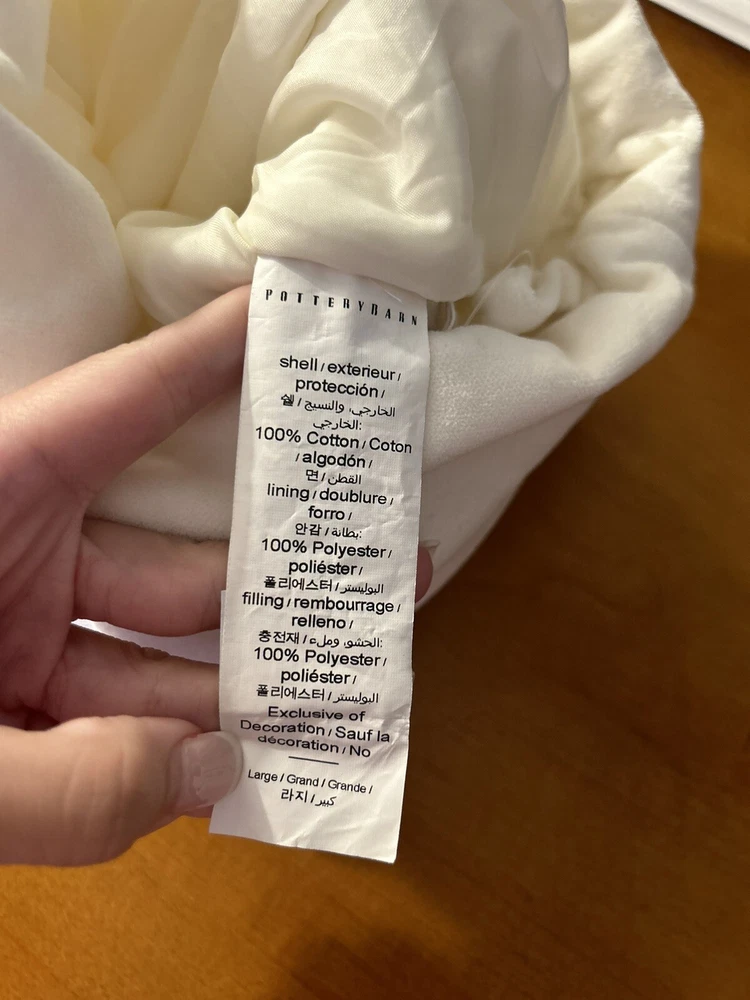 POTTERYBARN
shell / exterieur /
protección /
쉘 / الخارجي، والنسيج
الخارجي:
100% Cotton / Coton
/ algodón /
면 / القطن
lining / doublure /
forro /
안감 / بطانة:
100% Polyester /
poliéster /
폴리에스터 / البوليستر
filling / rembourrage /
relleno /
충전재 / الحشو، وملء:
100% Polyester /
poliéster /
폴리에스터 / البوليستر
Exclusive of
Decoration / Sauf la
décoration / No
Large / Grand / Grande /
라지 / كبير